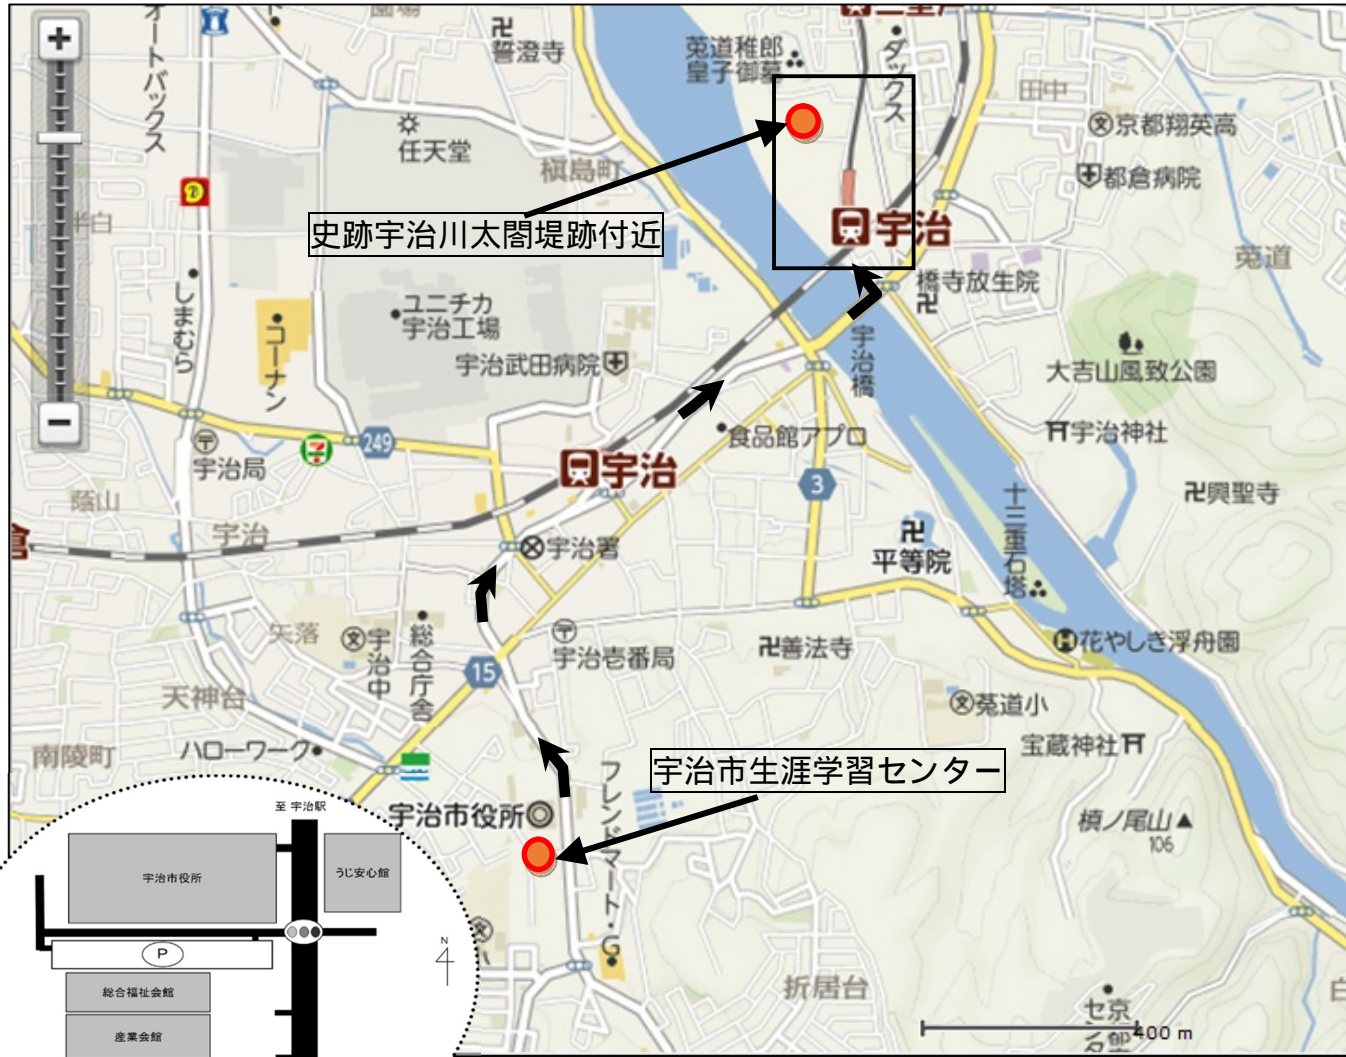 オートバックス
誓澄寺
莵道稚郎
皇子御墓
ダックス
田中
京都翔英高
任天堂
槇島町
都倉病院
半白
史跡宇治川太閤堤跡付近
宇治
莵道
橋寺放生院
しまむら
コーナン
ユニチカ
宇治工場
宇治武田病院
宇治橋
大吉山風致公園
食品館アプロ
宇治神社
249
宇治局
宇治
3
興聖寺
蔭山
宇治
宇治署
十三重石塔
平等院
矢落
宇治中
総合庁舎
宇治壱番局
善法寺
花やしき浮舟園
15
天神台
莵道小
南陵町
ハローワーク
宝蔵神社
宇治市生涯学習センター
フレンドマート・G
宇治市役所
槙ノ尾山
106
至 宇治駅
宇治市役所
うじ安心館
P
N
総合福祉会館
産業会館
折居台
400 m